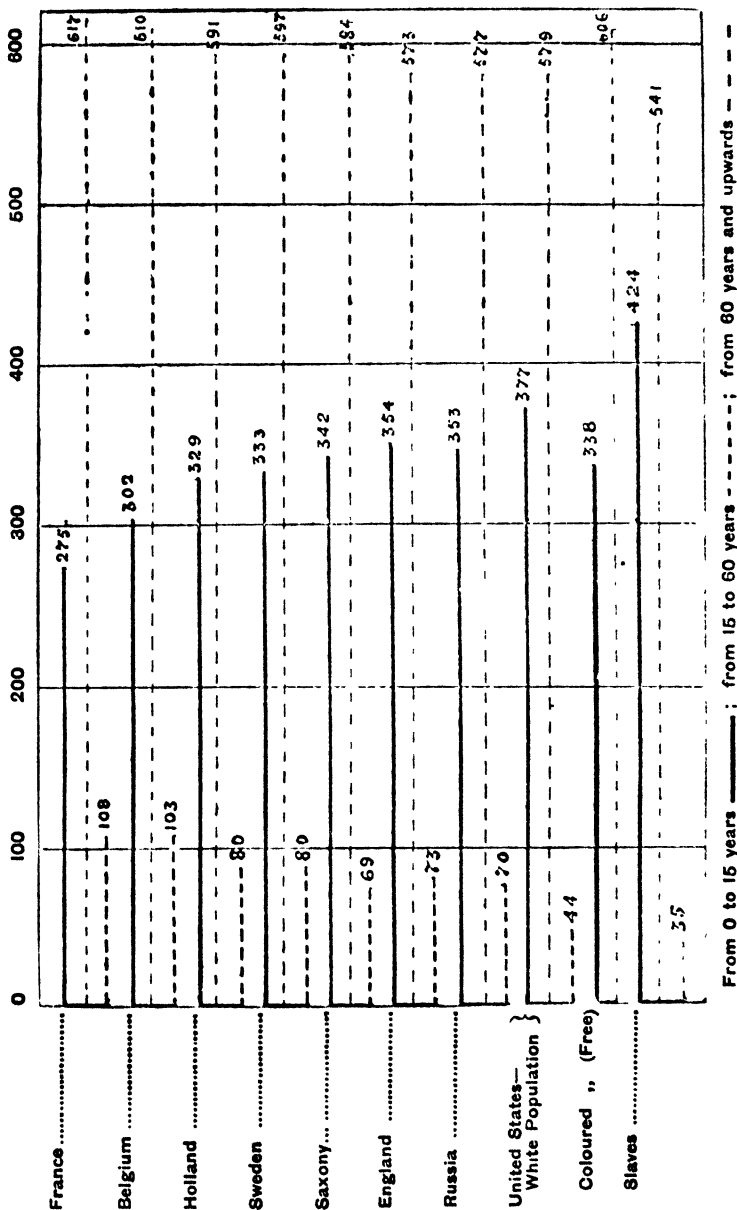 0 100 200 300 400 500 600
France 275
617
108
Belgium 302
610
103
Holland 329
591
80
Sweden 333
597
80
Saxony 342
584
69
England 354
573
73
Russia 353
577
70
United States—
White Population } 377
579
44
Coloured „ (Free) 338
606
Slaves 424
541
35
From 0 to 15 years ———; from 15 to 60 years - - - - - -; from 60 years and upwards – – – –